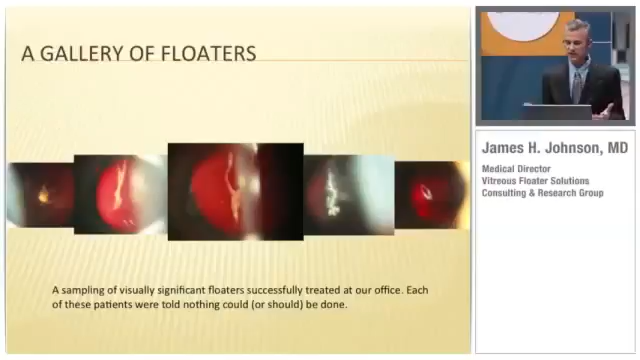 A GALLERY OF FLOATERS
A sampling of visually significant floaters successfully treated at our office. Each
of these patients were told nothing could (or should) be done.
James H. Johnson, MD
Medical Director
Vitreous Floater Solutions
Consulting & Research Group